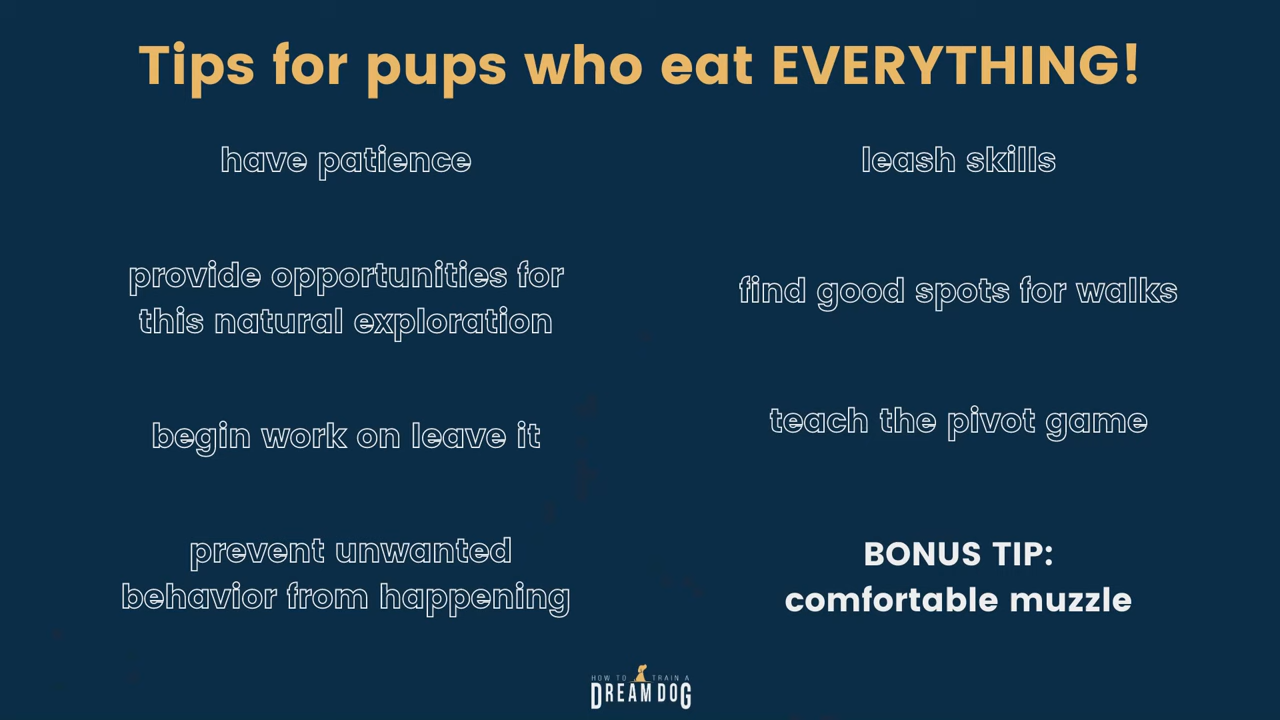 Tips for pups who eat EVERYTHING!
have patience
provide opportunities for
this natural exploration
begin work on leave it
prevent unwanted
behavior from happening
leash skills
find good spots for walks
teach the pivot game
BONUS TIP:
comfortable muzzle
HOW TO TRAIN A
DREAM DOG